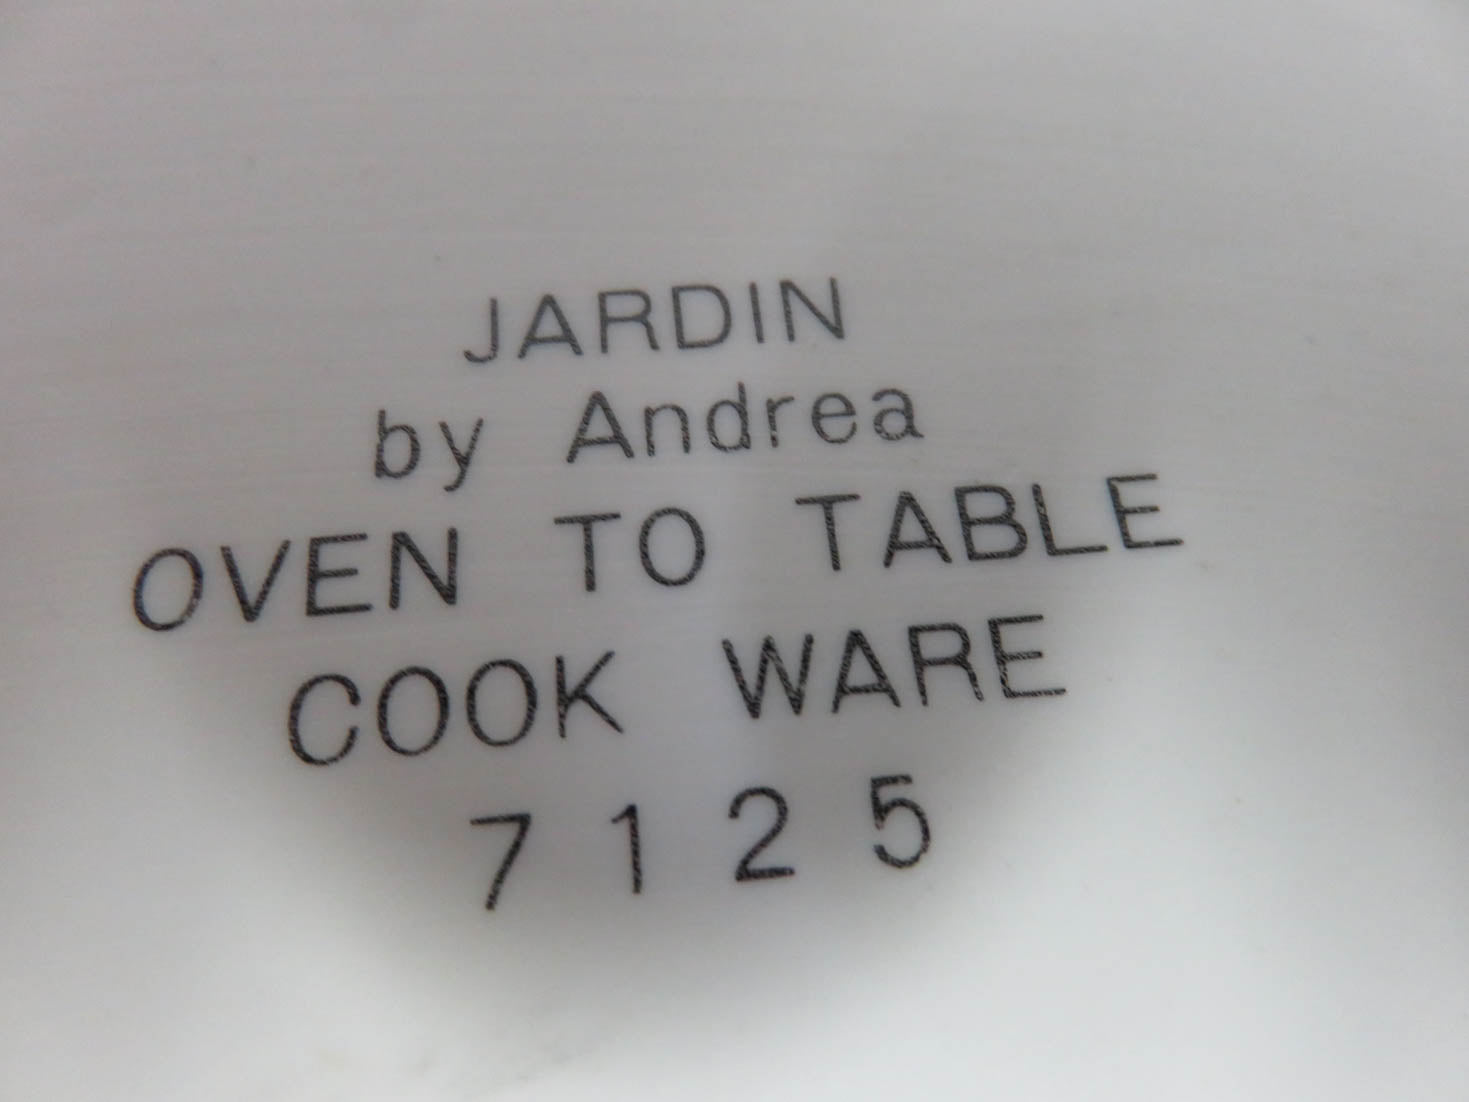 JARDIN
by Andrea
OVEN TO TABLE
COOK WARE
7125